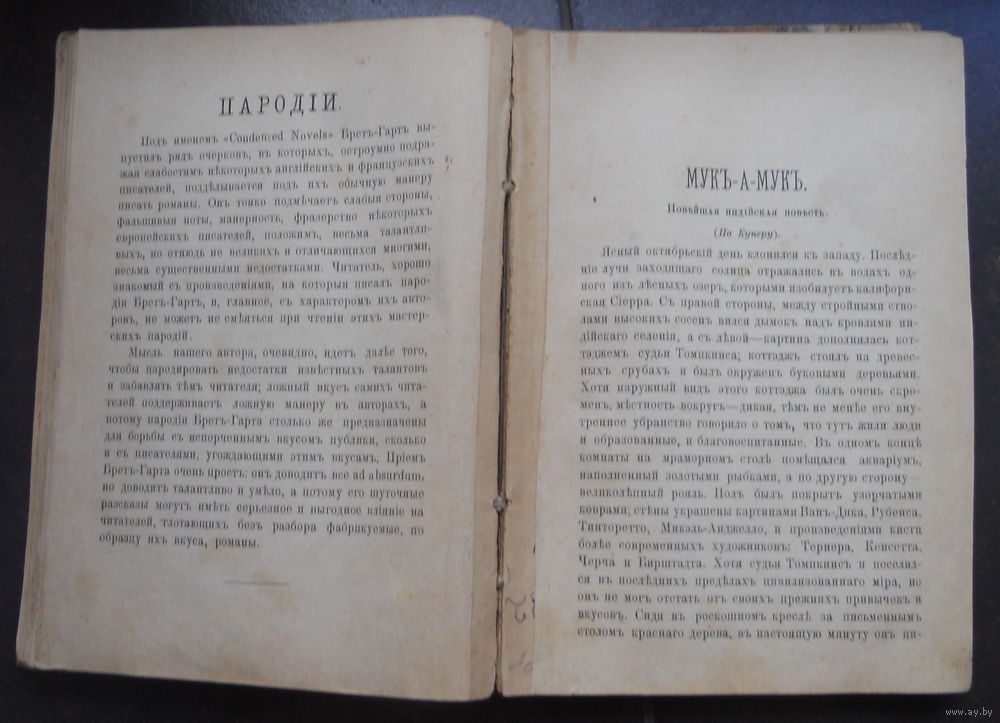 ПАРОДІИ.
Подъ именемъ «Condensed Novels» Бретъ-Гартъ вы-
пустилъ рядъ очерковъ, въ которыхъ, остроумно подра-
жая слабостямъ нѣкоторыхъ англійскихъ и французскихъ
писателей, поддѣлывается подъ ихъ обычную манеру
писать романы. Онъ тонко подмѣчаетъ слабыя стороны,
фальшивыя ноты, манерность, фразерство нѣкоторыхъ
европейскихъ писателей, положимъ, весьма талантли-
выхъ, но отнюдь не великихъ и отличающихся многими,
весьма существенными недостатками. Читатель, хорошо
знакомый съ произведеніями, на которыя писалъ паро-
діи Бретъ-Гартъ, и, главное, съ характеромъ ихъ авто-
ровъ, не можетъ не смѣяться при чтеніи этихъ мастер-
скихъ пародій.
Мысль нашего автора, очевидно, идетъ далѣе того,
чтобы пародировать недостатки извѣстныхъ талантовъ
и забавлять тѣмъ читателя; ложный вкусъ самихъ чита-
телей поддерживаетъ ложную манеру въ авторахъ, а
потому пародіи Бретъ-Гарта столько же предназначены
для борьбы съ испорченнымъ вкусомъ публики, сколько
и съ писателями, угождающими этимъ вкусамъ. Пріемъ
Бретъ-Гарта очень простъ: онъ доводитъ все ad absurdum,
но доводитъ талантливо и умѣло, а потому его шуточные
разсказы могутъ имѣть серьезное и выгодное вліяніе на
читателей, глотающихъ безъ разбора фабрикуемые, по
образцу ихъ вкуса, романы.
МУКЪ-А-МУКЪ.
Новѣйшая индійская повѣсть.
(По Куперу).
Ясный октябрьскій день клонился къ западу. Послѣд-
ніе лучи заходящаго солнца отражались въ водахъ од-
ного изъ лѣсныхъ озеръ, которыми изобилуетъ калифор-
нская Сіерра. Съ правой стороны, между стройными ство-
лами высокихъ сосенъ вился дымокъ надъ кровлями ин-
дійскаго селенія, а съ лѣвой—картина дополнялась кот-
таджемъ судьи Томпкинса; коттаджъ стоялъ на древес-
ныхъ срубахъ и былъ окруженъ буковыми деревьями.
Хотя наружный видъ этого коттаджа былъ очень скро-
менъ, мѣстность вокругъ—дикая, тѣмъ не менѣе его вну-
треннее убранство говорило о томъ, что тутъ жили люди
и образованные, и благовоспитанные. Въ одномъ концѣ
комнаты на мраморномъ столѣ помѣщался акваріумъ,
наполненный золотыми рыбками, а по другую сторону—
великолѣпный рояль. Полъ былъ покрытъ узорчатыми
коврами; стѣны украшены картинами Ванъ-Дика, Рубенса,
Тинторетто, Микэль-Анджелло, и произведеніями кисти
болѣе современныхъ художниковъ: Тернера, Кенсетта,
Черча и Бирштадта. Хотя судья Томпкинсъ и поселил-
ся въ послѣднихъ предѣлахъ цивилизованнаго міра, но
онъ не могъ отстать отъ своихъ прежнихъ привычекъ и
вкусовъ. Сидя въ роскошномъ креслѣ за письменнымъ
столомъ краснаго дерева, въ настоящую минуту онъ пи-
www.ay.by